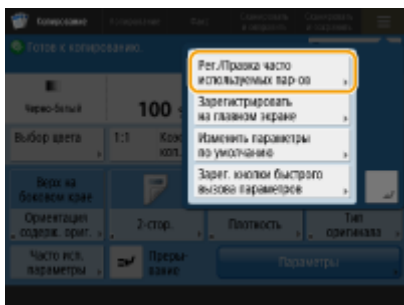 Копирование
Готов к копированию.
Рег./Правка часто
используемых пар-ов
Зарегистрировать
на главном экране
Изменить параметры
по умолчанию
Зарег. кнопки быстрого
вызова параметров
Черно-белый
100
Выбор цвета
1:1
Верх на
боковом крае
Ориентация
содерж. ориг.
2-стор.
Плотность
Тип
оригинала
Часто исп.
параметры
Преры-
вание
Параметры